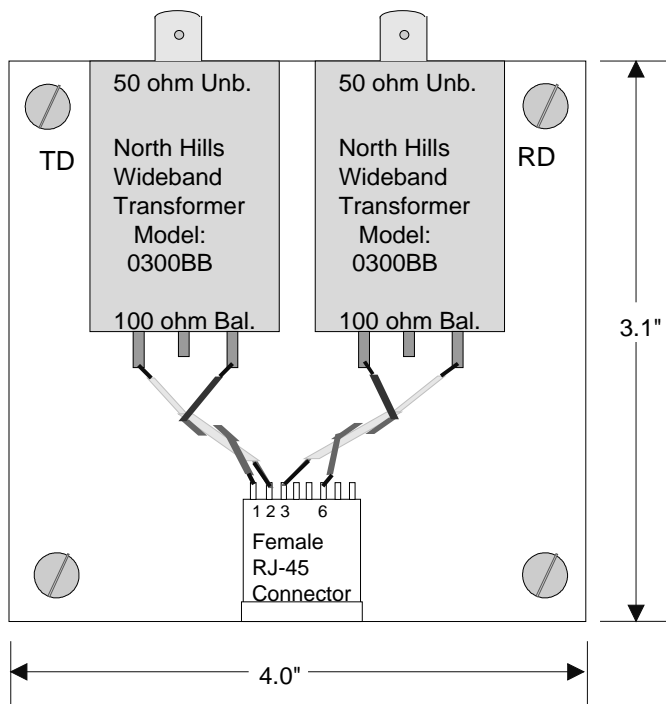 50 ohm Unb.
North Hills
Wideband
Transformer
Model:
0300BB
100 ohm Bal.
50 ohm Unb.
North Hills
Wideband
Transformer
Model:
0300BB
100 ohm Bal.
TD
RD
3.1"
1 2 3 6
Female
RJ-45
Connector
4.0"